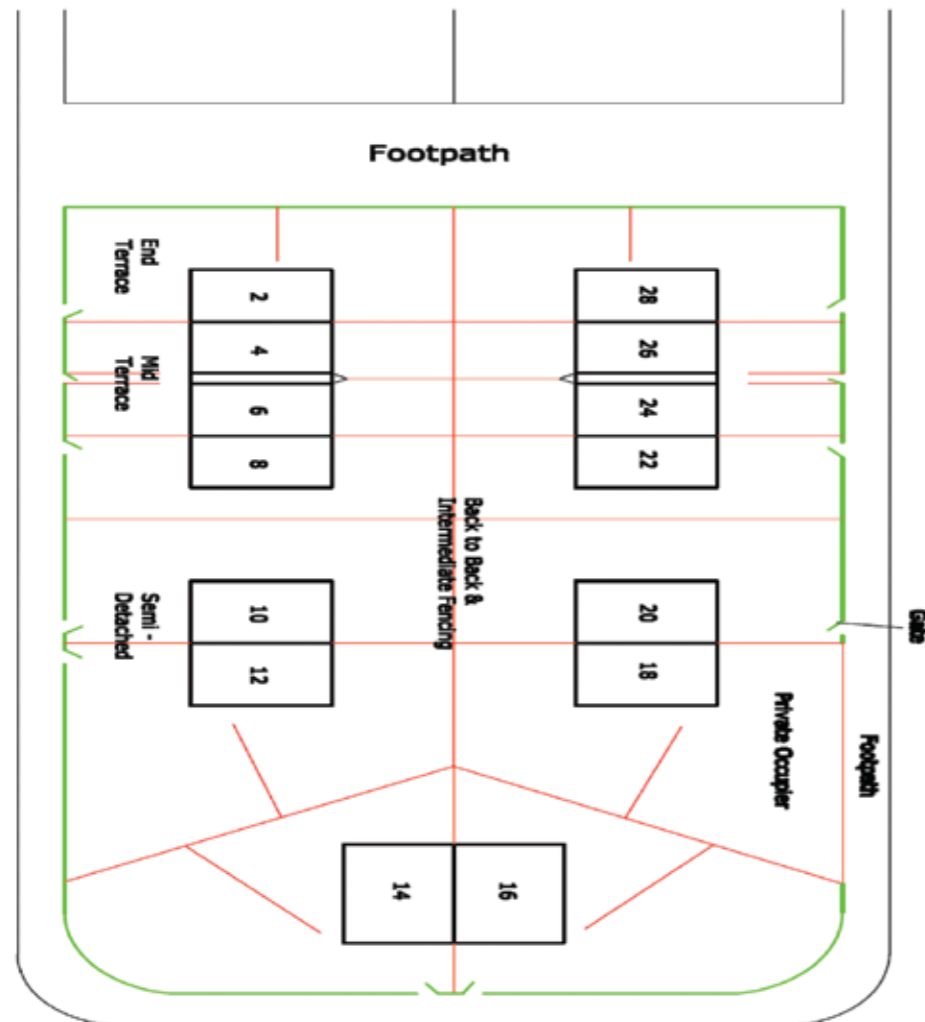 Footpath
End
Terrace
2
28
4
26
Mid
Terrace
6
24
8
22
Back to Back &
Intermediate Fencing
Semi -
Detached
10
20
12
18
Gate
Private Occupier
Footpath
14
16